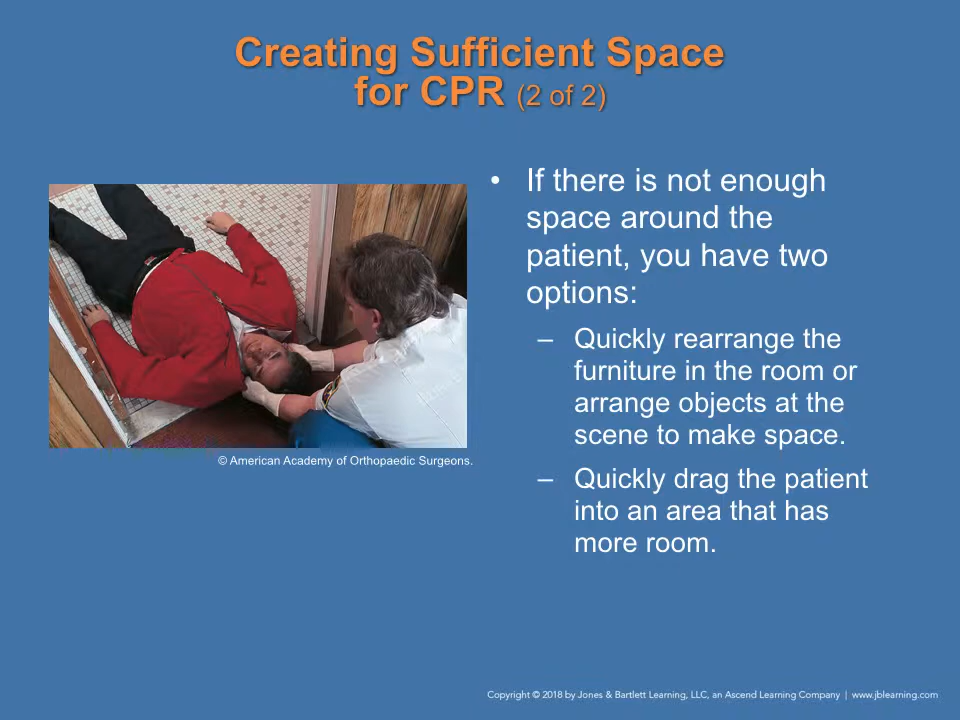 Creating Sufficient Space
for CPR (2 of 2)
• If there is not enough
space around the
patient, you have two
options:
– Quickly rearrange the
furniture in the room or
arrange objects at the
scene to make space.
– Quickly drag the patient
into an area that has
more room.
© American Academy of Orthopaedic Surgeons.
Copyright © 2018 by Jones & Bartlett Learning, LLC, an Ascend Learning Company | www.jblearning.com